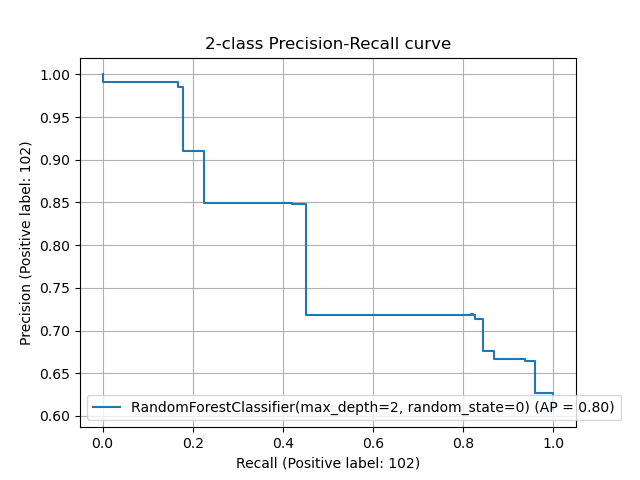 2-class Precision-Recall curve
1.00
0.95
0.90
0.85
0.80
0.75
0.70
0.65
0.60
Precision (Positive label: 102)
RandomForestClassifier(max_depth=2, random_state=0) (AP = 0.80)
0.0 0.2 0.4 0.6 0.8 1.0
Recall (Positive label: 102)